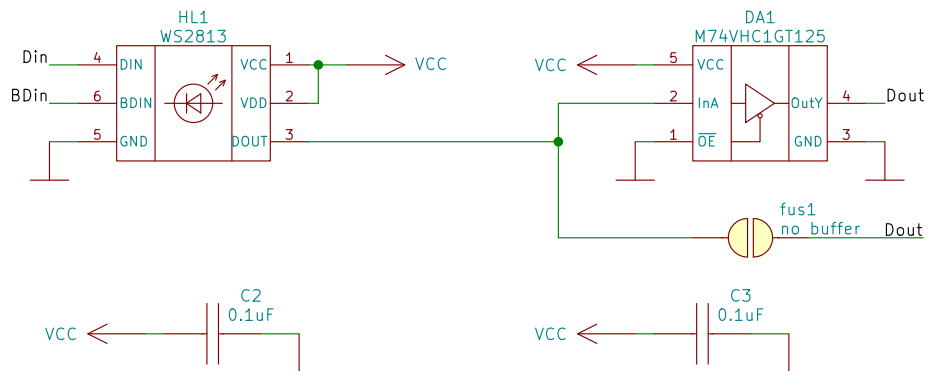 HL1
WS2813
Din 4 DIN VCC 1 VCC
BDin 6 BDIN VDD 2
5 GND DOUT 3
DA1
M74VHC1GT125
VCC 5 VCC
2 InA OutY 4 Dout
1 OE GND 3
fus1
no buffer Dout
C2
0.1uF
VCC
C3
0.1uF
VCC